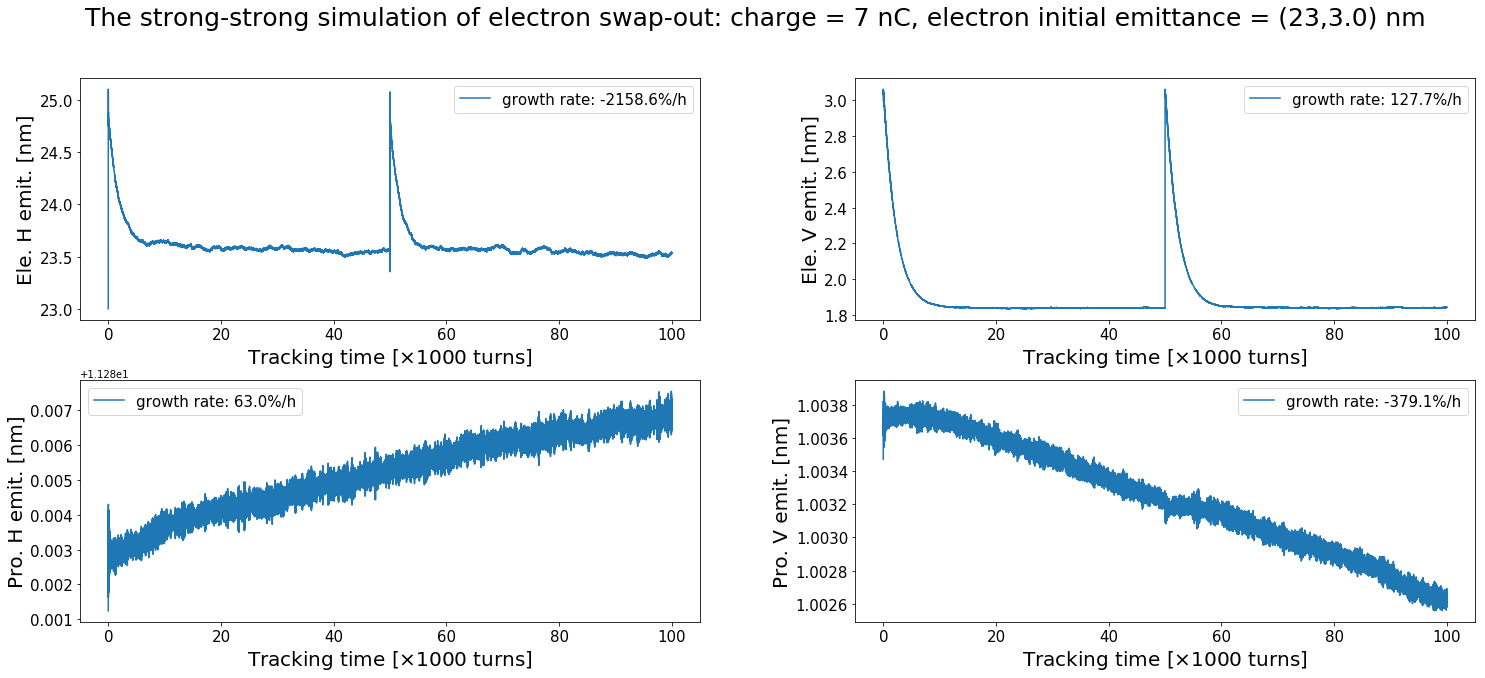 The strong-strong simulation of electron swap-out: charge = 7 nC, electron initial emittance = (23,3.0) nm
Ele. H emit. [nm]
25.0
24.5
24.0
23.5
23.0
growth rate: -2158.6%/h
0 20 40 60 80 100
Tracking time [×1000 turns]
Ele. V emit. [nm]
3.0
2.8
2.6
2.4
2.2
2.0
1.8
growth rate: 127.7%/h
0 20 40 60 80 100
Tracking time [×1000 turns]
+1.128e1
Pro. H emit. [nm]
0.007
0.006
0.005
0.004
0.003
0.002
0.001
growth rate: 63.0%/h
0 20 40 60 80 100
Tracking time [×1000 turns]
Pro. V emit. [nm]
1.0038
1.0036
1.0034
1.0032
1.0030
1.0028
1.0026
growth rate: -379.1%/h
0 20 40 60 80 100
Tracking time [×1000 turns]